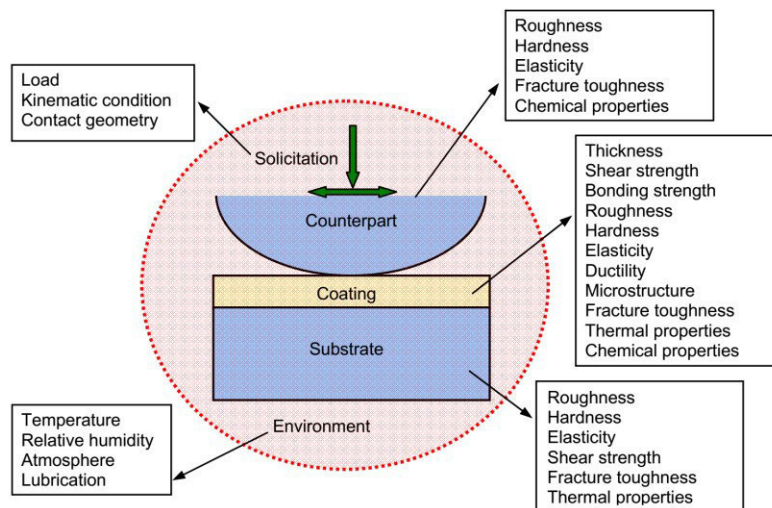 Load
Kinematic condition
Contact geometry
Roughness
Hardness
Elasticity
Fracture toughness
Chemical properties
Solicitation
Counterpart
Coating
Substrate
Thickness
Shear strength
Bonding strength
Roughness
Hardness
Elasticity
Ductility
Microstructure
Fracture toughness
Thermal properties
Chemical properties
Temperature
Relative humidity
Atmosphere
Lubrication
Environment
Roughness
Hardness
Elasticity
Shear strength
Fracture toughness
Thermal properties